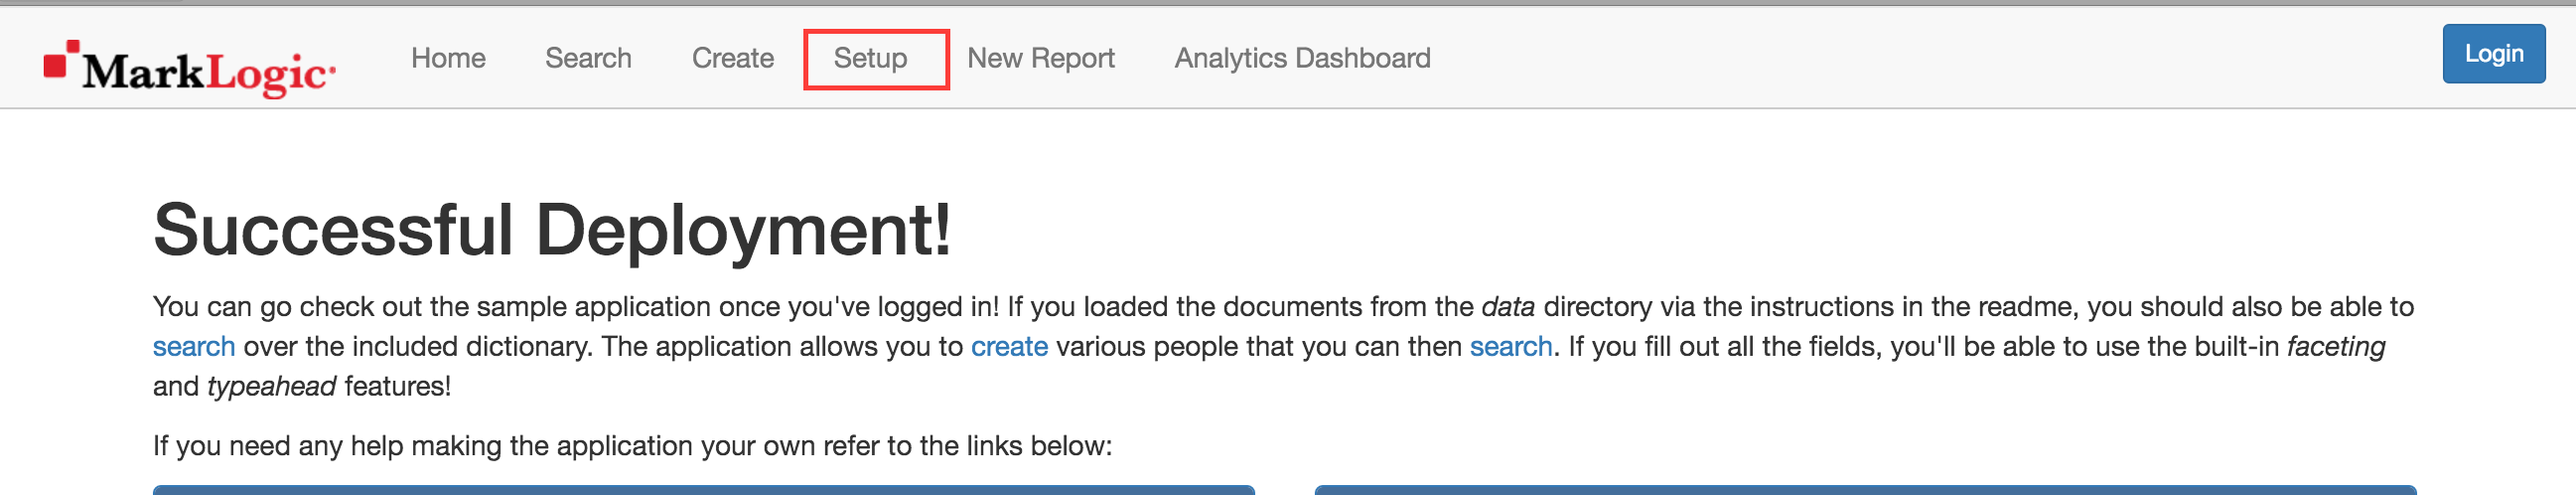 MarkLogic Home Search Create Setup New Report Analytics Dashboard Login
Successful Deployment!
You can go check out the sample application once you've logged in! If you loaded the documents from the data directory via the instructions in the readme, you should also be able to
search over the included dictionary. The application allows you to create various people that you can then search. If you fill out all the fields, you'll be able to use the built-in faceting
and typeahead features!
If you need any help making the application your own refer to the links below: